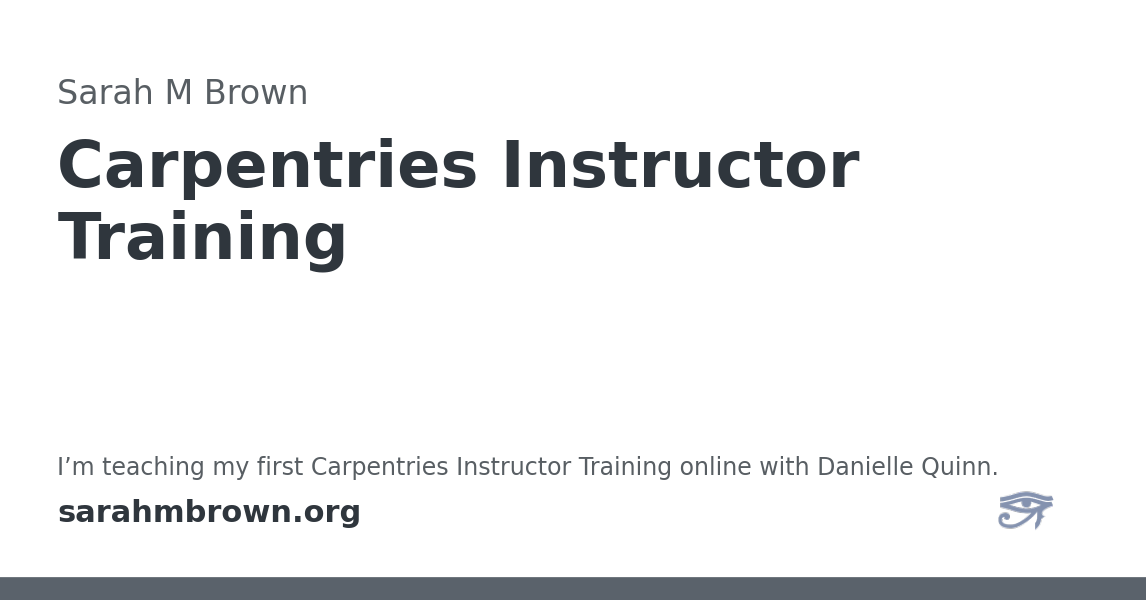 Sarah M Brown
Carpentries Instructor
Training
I’m teaching my first Carpentries Instructor Training online with Danielle Quinn.
sarahmbrown.org